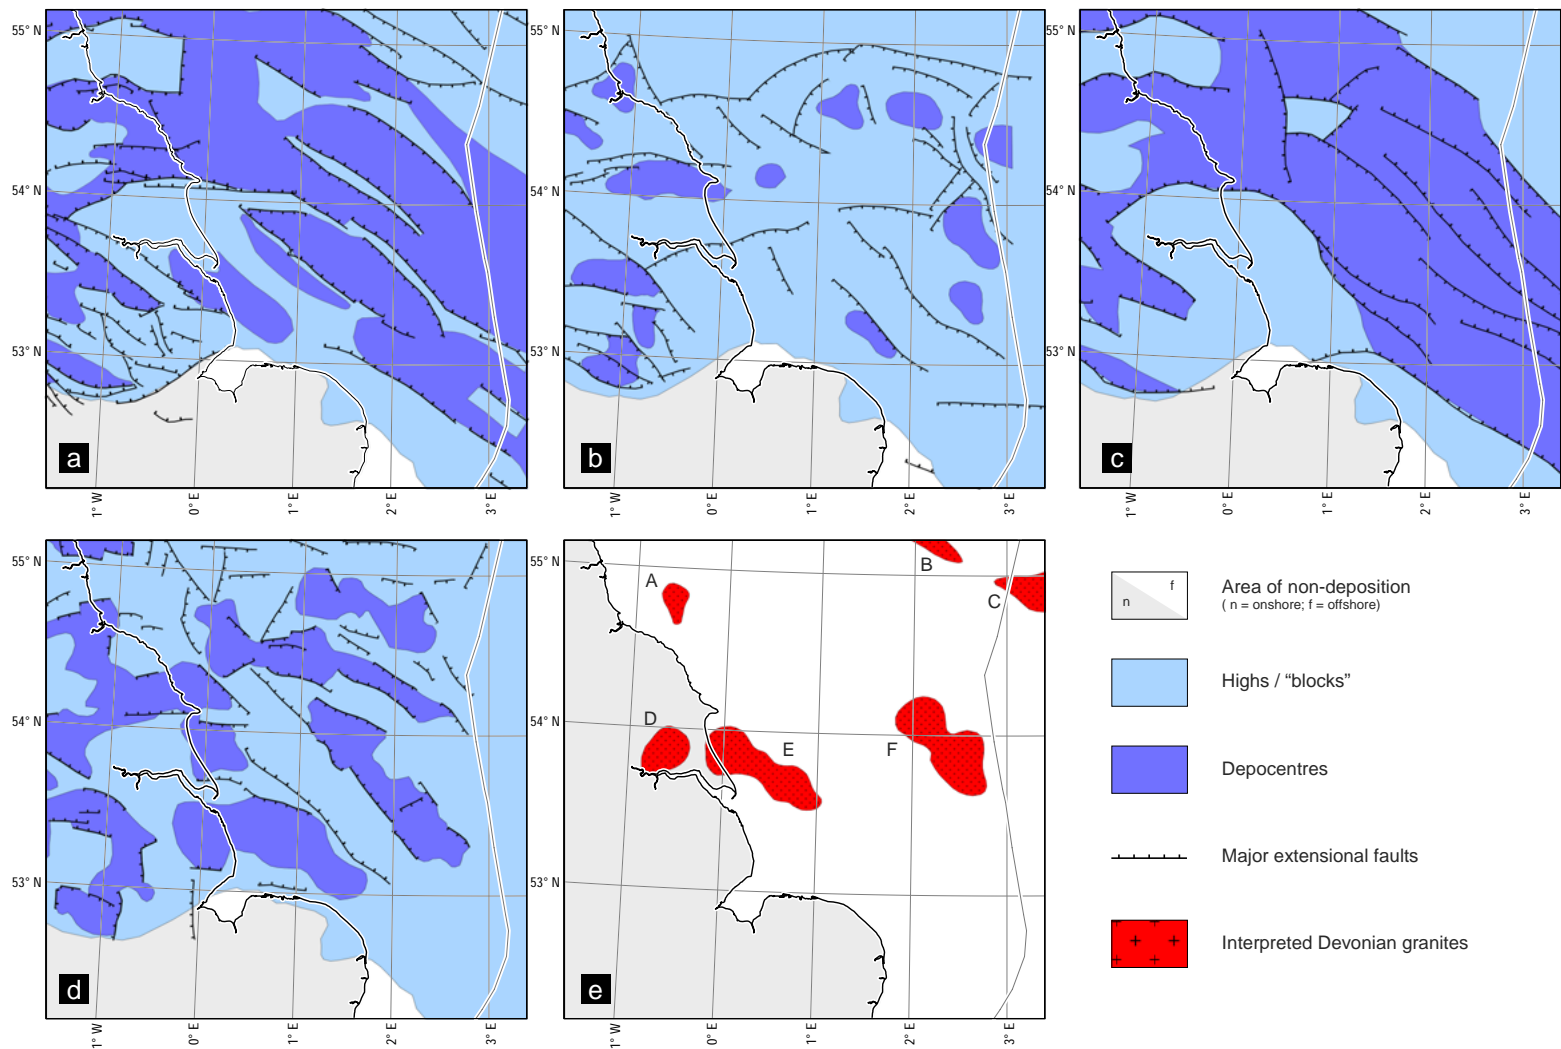 55° N
54° N
53° N
a
1° W
0° E
1° E
2° E
3° E
55° N
54° N
53° N
b
1° W
0° E
1° E
2° E
3° E
55° N
54° N
53° N
c
1° W
0° E
1° E
2° E
3° E
55° N
54° N
53° N
d
1° W
0° E
1° E
2° E
3° E
55° N
54° N
53° N
A
B
C
D
E
F
e
1° W
0° E
1° E
2° E
3° E
f
n
Area of non-deposition
( n = onshore; f = offshore)
Highs / “blocks”
Depocentres
Major extensional faults
Interpreted Devonian granites